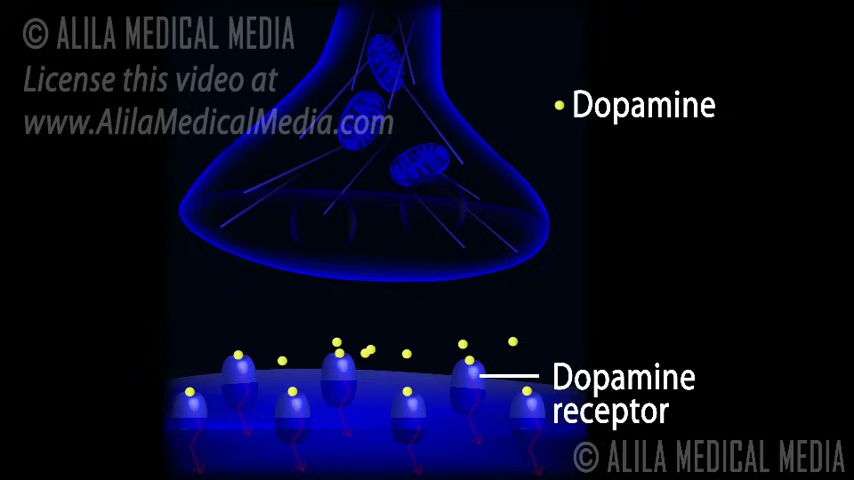 © ALILA MEDICAL MEDIA
License this video at
www.AlilaMedicalMedia.com
Dopamine
Dopamine
receptor
© ALILA MEDICAL MEDIA